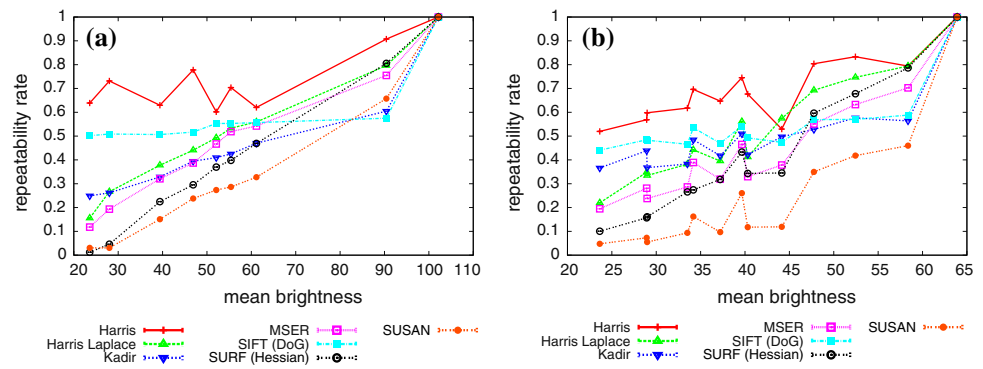 (a)
repeatability rate
1
0.9
0.8
0.7
0.6
0.5
0.4
0.3
0.2
0.1
0
20 30 40 50 60 70 80 90 100 110
mean brightness
Harris
Harris Laplace
Kadir
MSER
SIFT (DoG)
SURF (Hessian)
SUSAN
(b)
repeatability rate
1
0.9
0.8
0.7
0.6
0.5
0.4
0.3
0.2
0.1
0
20 25 30 35 40 45 50 55 60 65
mean brightness
Harris
Harris Laplace
Kadir
MSER
SIFT (DoG)
SURF (Hessian)
SUSAN